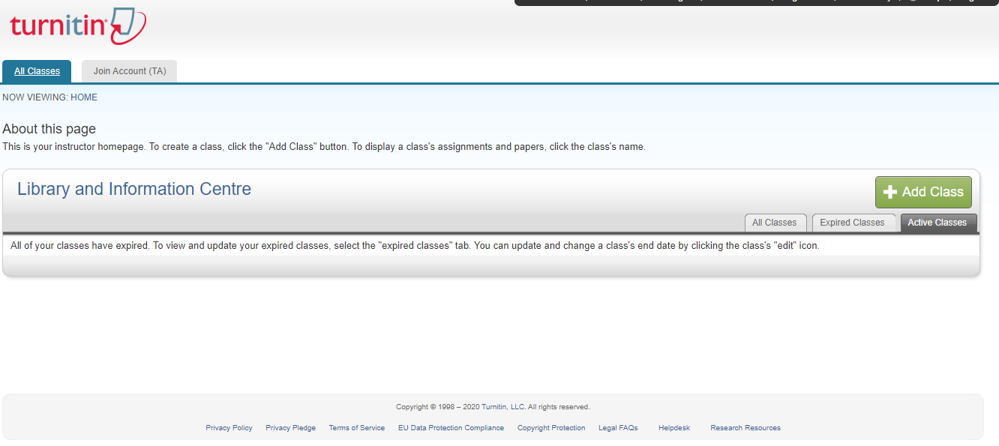 turnitin
All Classes
Join Account (TA)
NOW VIEWING: HOME
About this page
This is your instructor homepage. To create a class, click the "Add Class" button. To display a class's assignments and papers, click the class's name.
Library and Information Centre
Add Class
All Classes
Expired Classes
Active Classes
All of your classes have expired. To view and update your expired classes, select the "expired classes" tab. You can update and change a class's end date by clicking the class's "edit" icon.
Copyright © 1998 – 2020 Turnitin, LLC. All rights reserved.
Privacy Policy Privacy Pledge Terms of Service EU Data Protection Compliance Copyright Protection Legal FAQs Helpdesk Research Resources